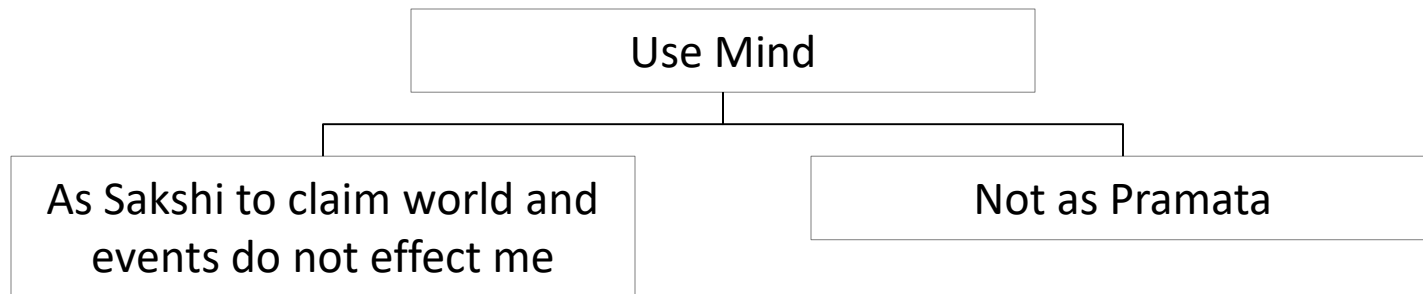 Use Mind
As Sakshi to claim world and
events do not effect me
Not as Pramata